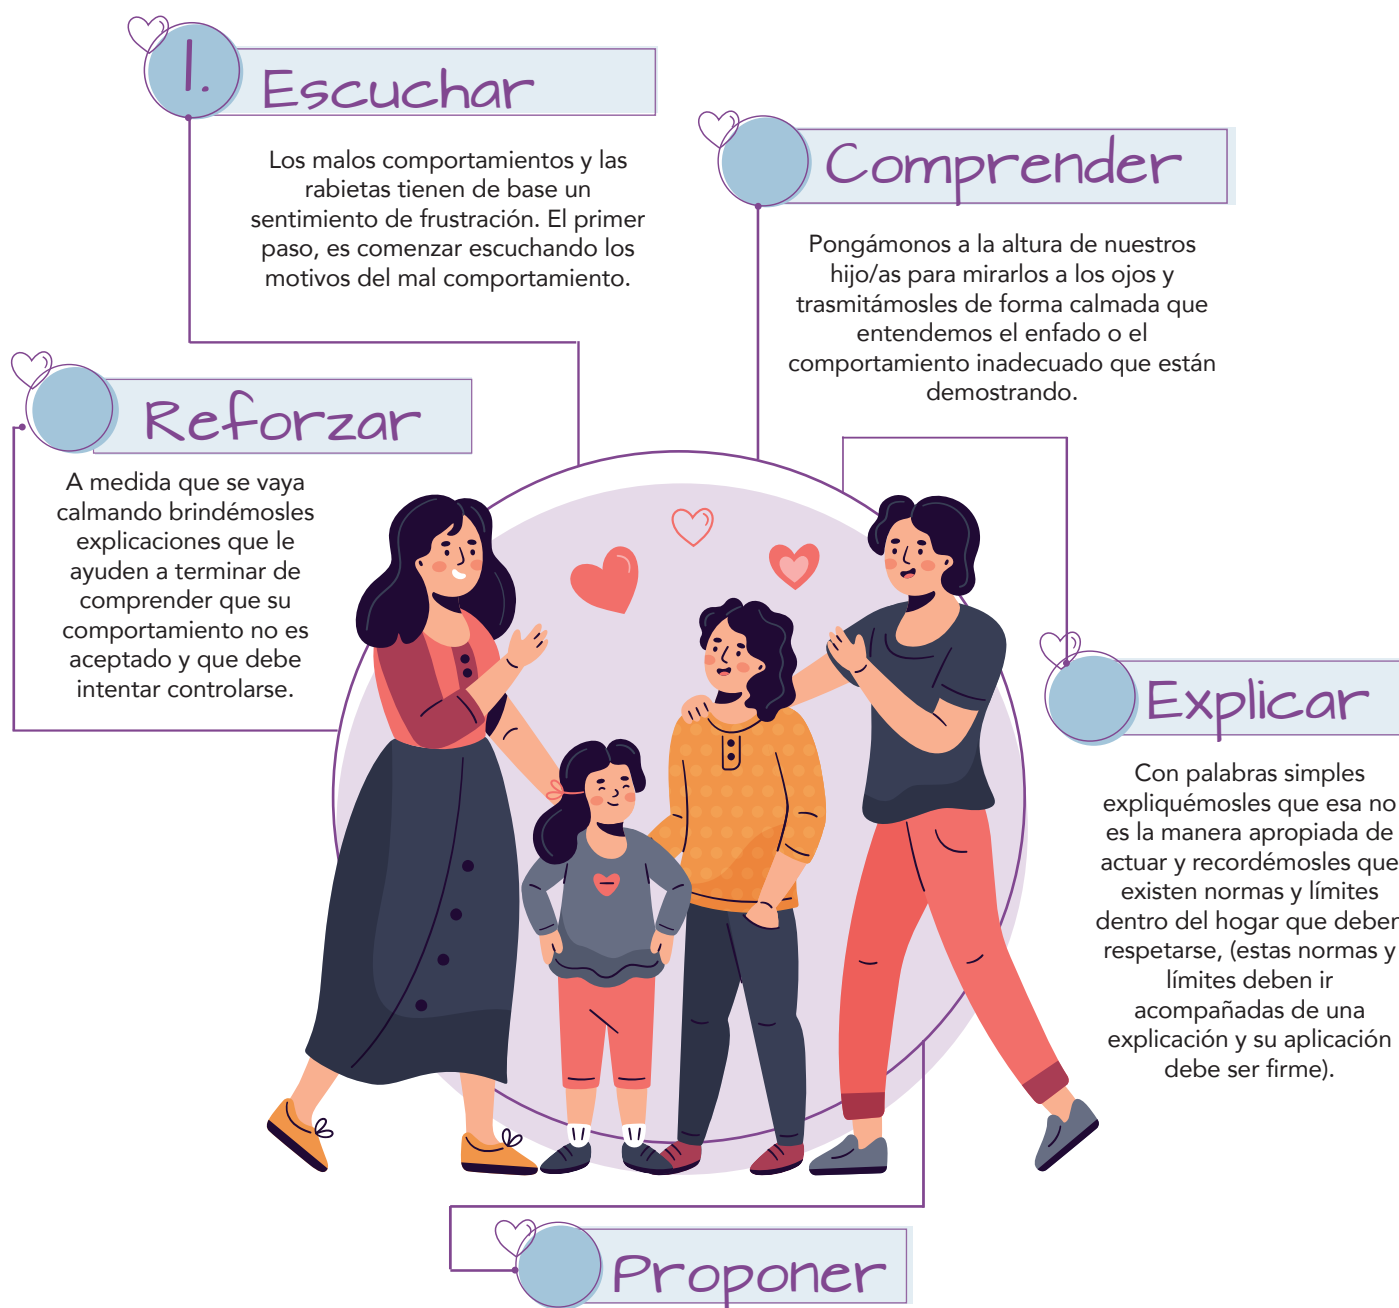 1.
Escuchar
Los malos comportamientos y las
rabietas tienen de base un
sentimiento de frustración. El primer
paso, es comenzar escuchando los
motivos del mal comportamiento.
Comprender
Pongámonos a la altura de nuestros
hijo/as para mirarlos a los ojos y
trasmitámosles de forma calmada que
entendemos el enfado o el
comportamiento inadecuado que están
demostrando.
Explicar
Con palabras simples
expliquémosles que esa no
es la manera apropiada de
actuar y recordémosles que
existen normas y límites
dentro del hogar que deben
respetarse, (estas normas y
límites deben ir
acompañadas de una
explicación y su aplicación
debe ser firme).
Proponer
Reforzar
A medida que se vaya
calmando brindémosles
explicaciones que le
ayuden a terminar de
comprender que su
comportamiento no es
aceptado y que debe
intentar controlarse.